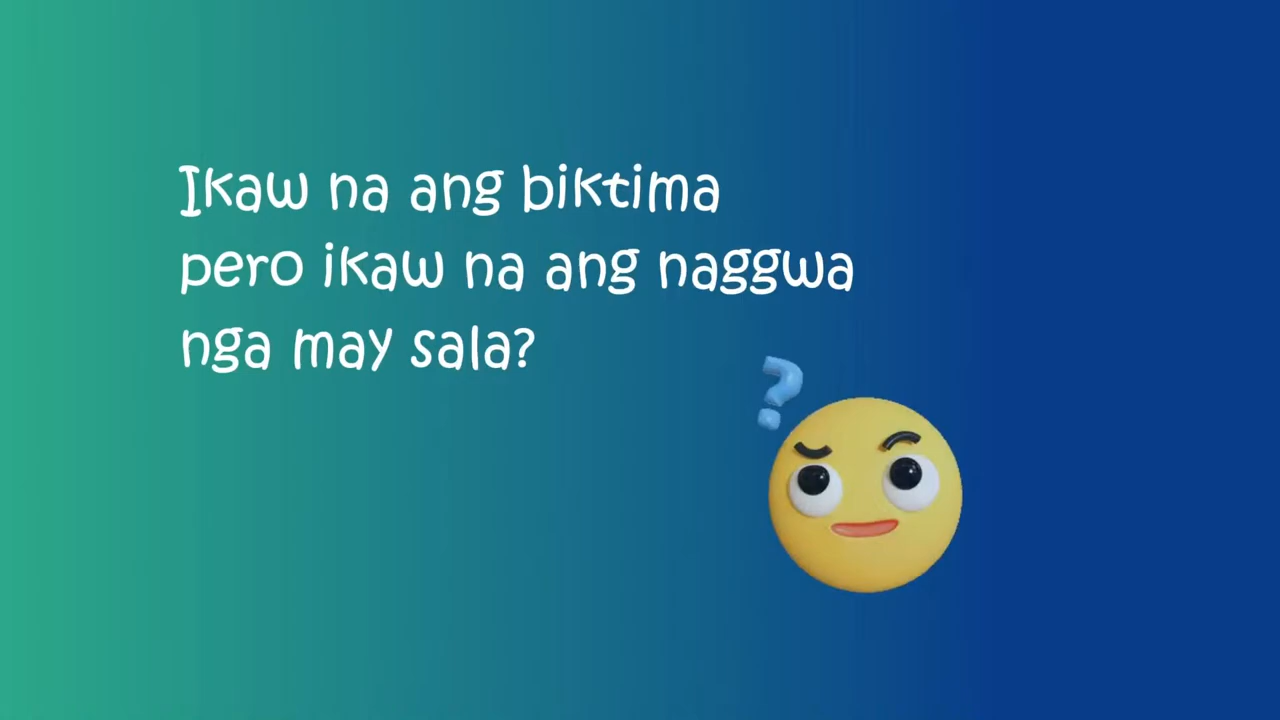 Ikaw na ang biktima
pero ikaw na ang naggwa
nga may sala?